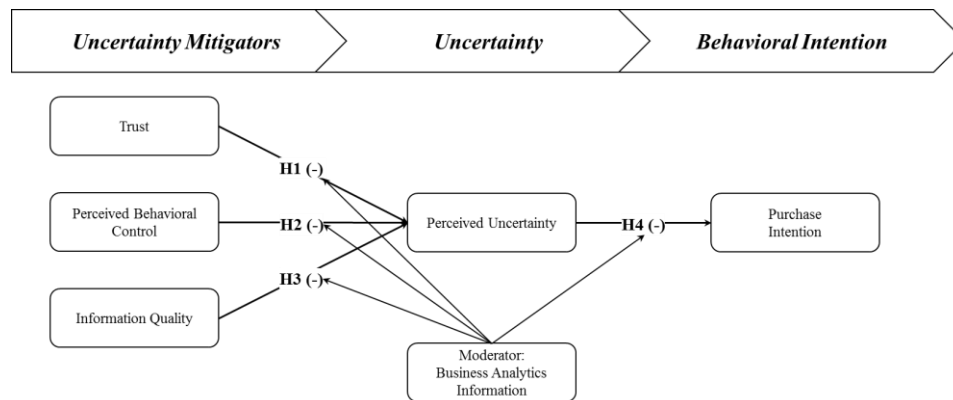 Uncertainty Mitigators
Uncertainty
Behavioral Intention
Trust
H1 (-)
Perceived Behavioral
Control
H2 (-)
Perceived Uncertainty
H4 (-)
Purchase
Intention
H3 (-)
Information Quality
Moderator:
Business Analytics
Information